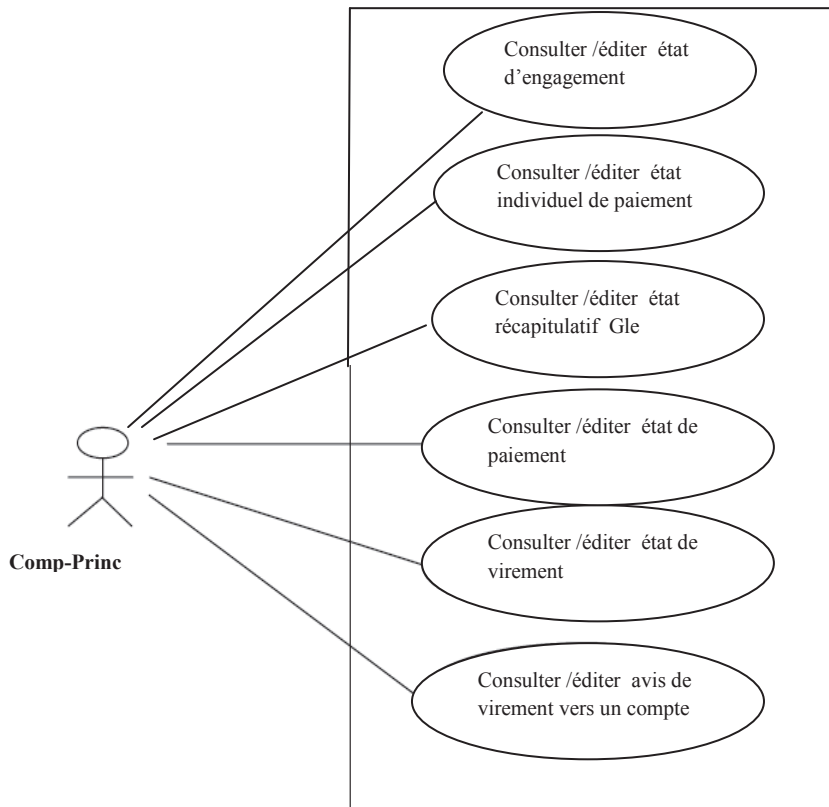 Consulter /éditer état
d’engagement
Consulter /éditer état
individuel de paiement
Consulter /éditer état
récapitulatif Gle
Consulter /éditer état de
paiement
Consulter /éditer état de
virement
Comp-Princ
Consulter /éditer avis de
virement vers un compte